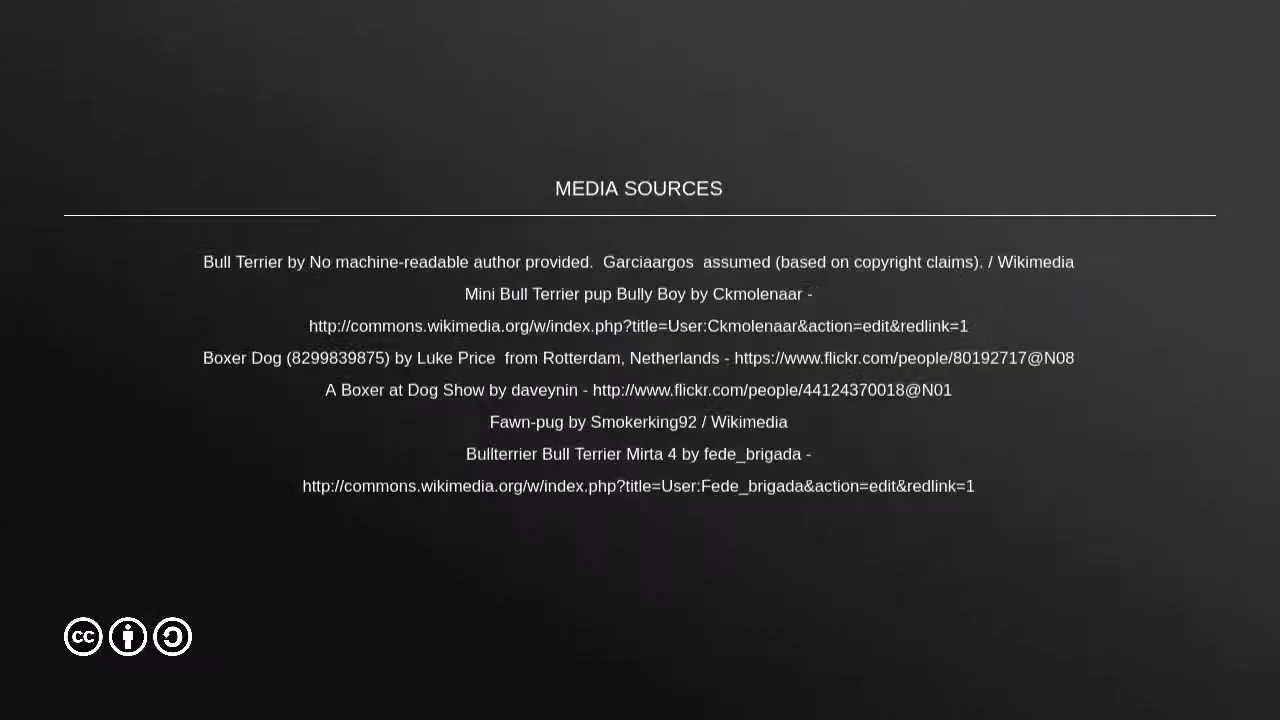 MEDIA SOURCES
Bull Terrier by No machine-readable author provided.  Garciaargos  assumed (based on copyright claims). / Wikimedia
Mini Bull Terrier pup Bully Boy by Ckmolenaar -
http://commons.wikimedia.org/w/index.php?title=User:Ckmolenaar&action=edit&redlink=1
Boxer Dog (8299839875) by Luke Price  from Rotterdam, Netherlands - https://www.flickr.com/people/80192717@N08
A Boxer at Dog Show by daveynin - http://www.flickr.com/people/44124370018@N01
Fawn-pug by Smokerking92 / Wikimedia
Bullterrier Bull Terrier Mirta 4 by fede_brigada -
http://commons.wikimedia.org/w/index.php?title=User:Fede_brigada&action=edit&redlink=1
cc